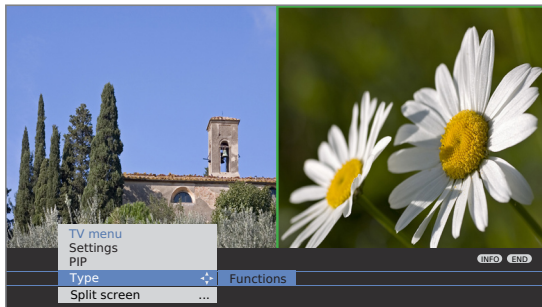 TV menu
Settings
PIP
Type Functions
Split screen ...
INFO END